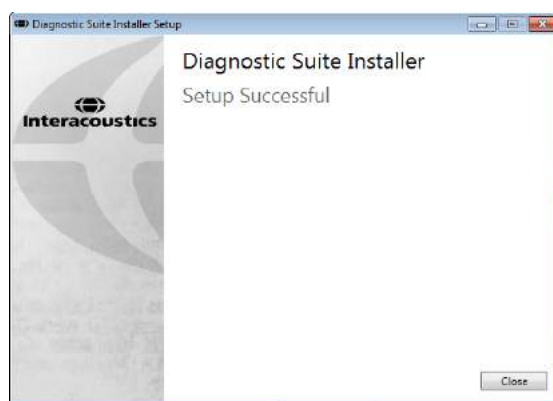 Diagnostic Suite Installer Setup
Diagnostic Suite Installer
Setup Successful
Interacoustics
Close